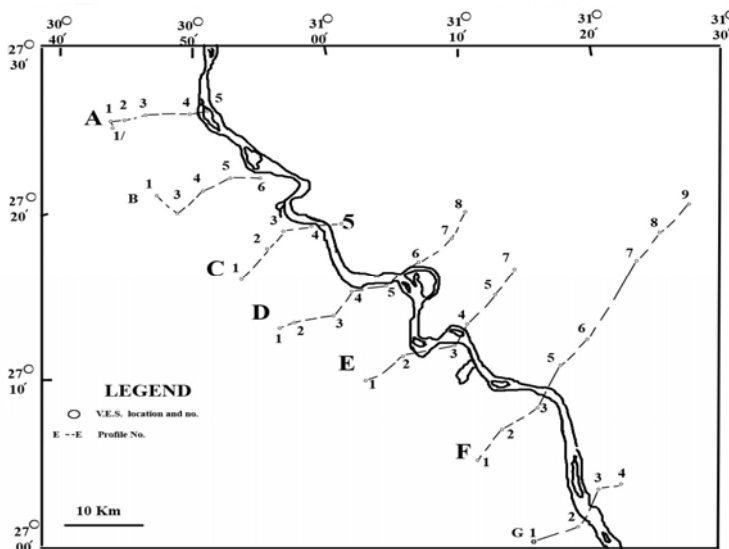 30° 30° 31° 31° 31° 31°
40′ 50′ 00′ 10′ 20′ 30′
27°
30′
A 1 2 3 4 5
1/
B 1 3 4 5 6
27°
20′
C 1 2 3 4 5
D 1 2 3 4 5 6 7 8
E 1 2 3 4 5 7
F 1 2 3 5 6 7 8 9
27°
10′
LEGEND
V.E.S. location and no.
E --E Profile No.
10 Km
G 1 2 3 4
27°
00′